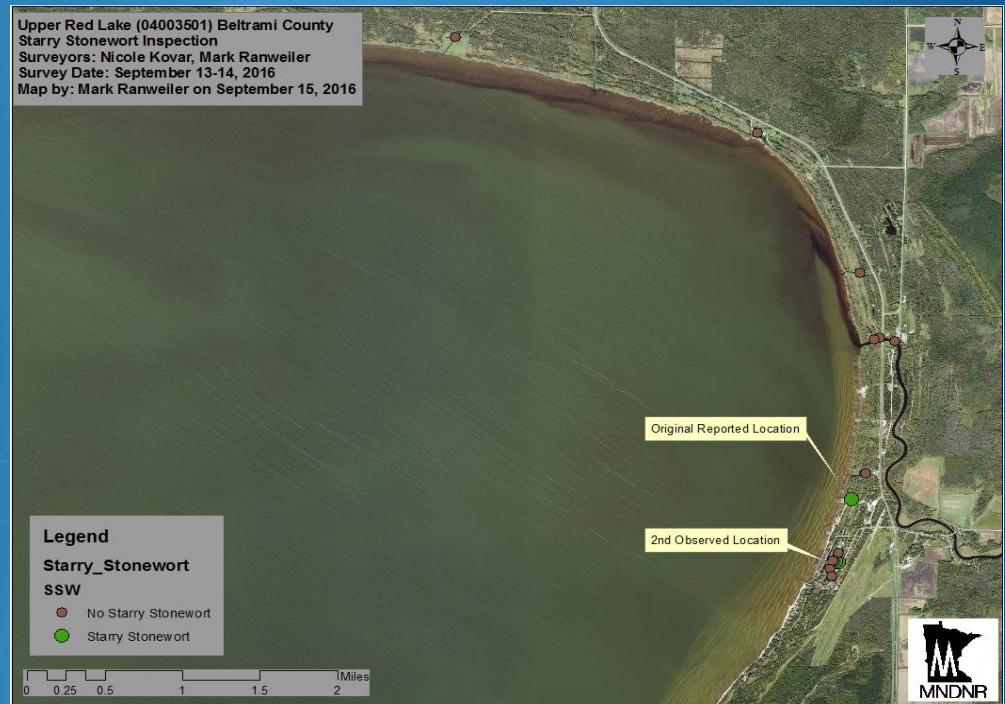 Upper Red Lake (04003501) Beltrami County
Starry Stonewort Inspection
Surveyors: Nicole Kovar, Mark Ranweiler
Survey Date: September 13-14, 2016
Map by: Mark Ranweiler on September 15, 2016
N
W
E
S
Original Reported Location
2nd Observed Location
Legend
Starry_Stonewort
SSW
No Starry Stonewort
Starry Stonewort
Miles
0 0.25 0.5 1 1.5 2
MNDNR